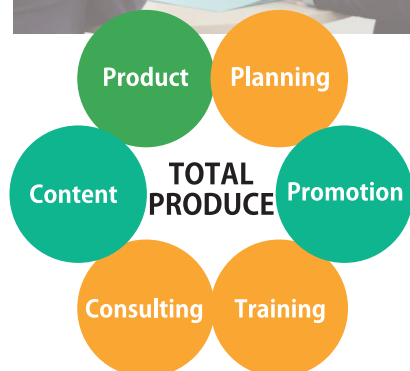 Product
Planning
Content
TOTAL
PRODUCE
Promotion
Consulting
Training